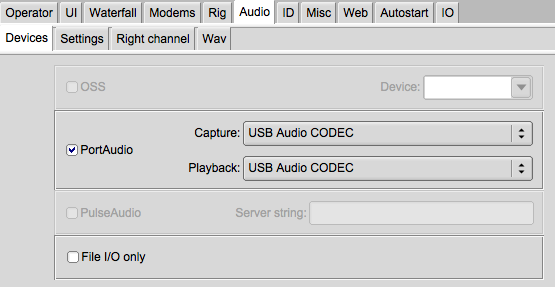 Operator UI Waterfall Modems Rig Audio ID Misc Web Autostart IO
Devices Settings Right channel Wav
OSS Device:
Capture: USB Audio CODEC
PortAudio
Playback: USB Audio CODEC
PulseAudio Server string:
File I/O only